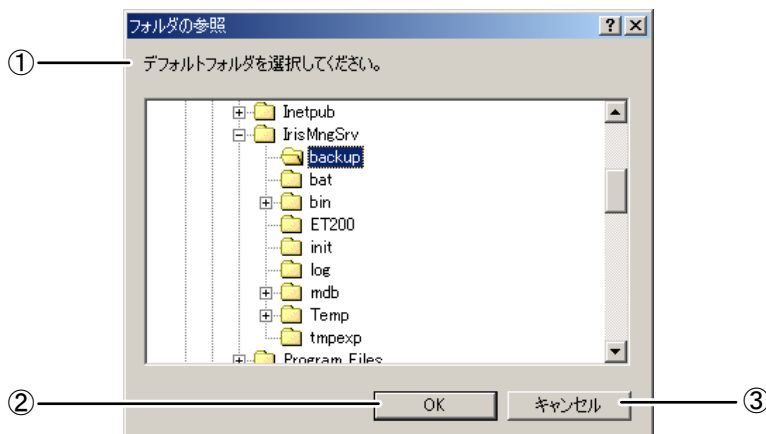 フォルダの参照
①
デフォルトフォルダを選択してください。
Inetpub
IrisMngSrv
backup
bat
bin
ET200
init
log
mdb
Temp
tmpexp
Program Files
②
OK
キャンセル
③